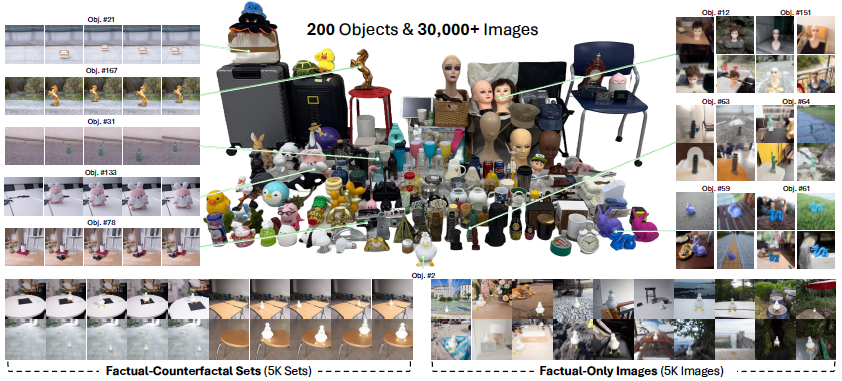 200 Objects & 30,000+ Images
Obj. #21
Obj. #167
Obj. #31
Obj. #133
Obj. #78
Obj. #12
Obj. #151
Obj. #63
Obj. #64
Obj. #59
Obj. #61
Obj. #2
Factual-Counterfactal Sets (5K Sets)
Factual-Only Images (5K Images)